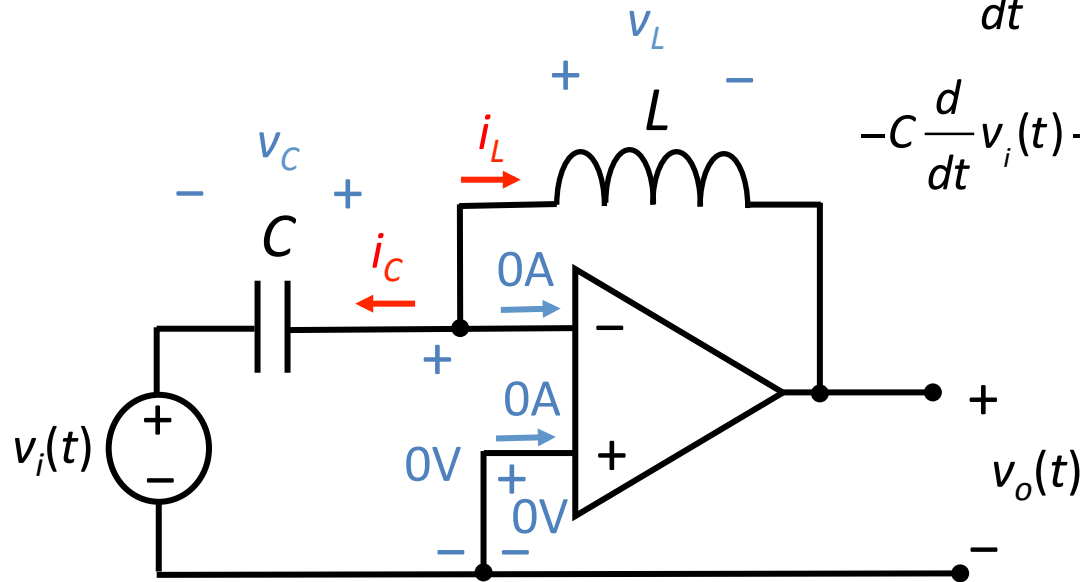 dt
v_L
+ −
L
−C d/dt v_i(t) -
i_L
v_C
− +
C
i_C
0A
−
+
0A
+
−
v_i(t)
0V
+
+
0V
− −
+
v_o(t)
−